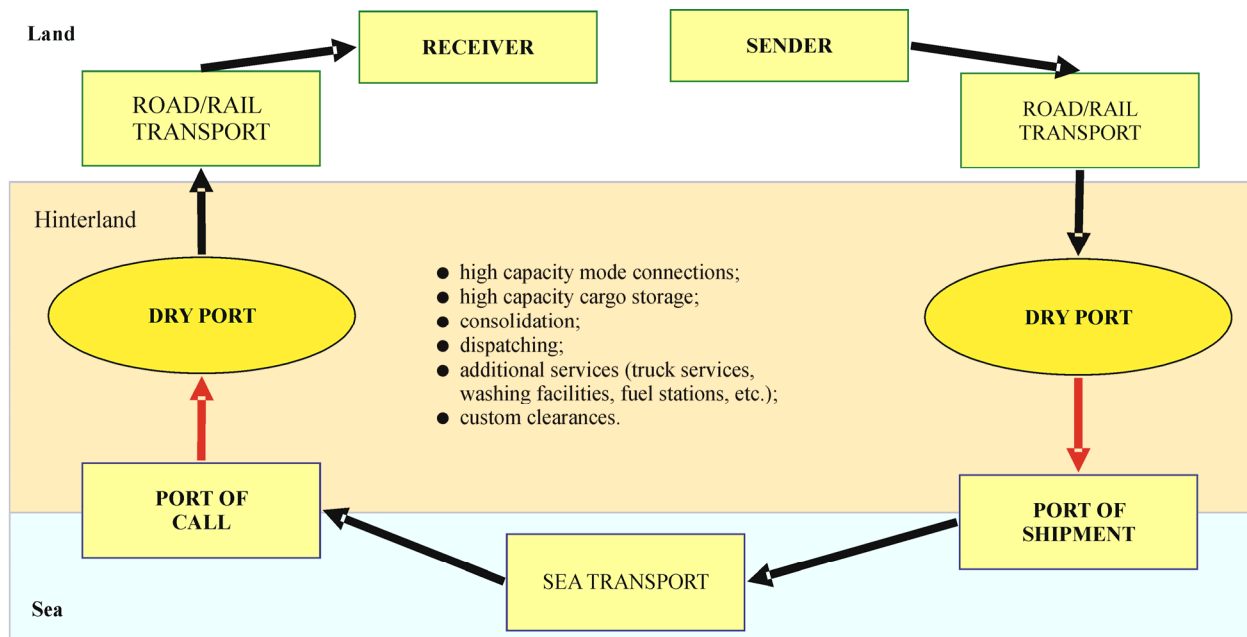 Land
RECEIVER
SENDER
ROAD/RAIL
TRANSPORT
ROAD/RAIL
TRANSPORT
Hinterland
DRY PORT
● high capacity mode connections;
● high capacity cargo storage;
● consolidation;
● dispatching;
● additional services (truck services,
washing facilities, fuel stations, etc.);
● custom clearances.
DRY PORT
PORT OF
CALL
PORT OF
SHIPMENT
SEA TRANSPORT
Sea